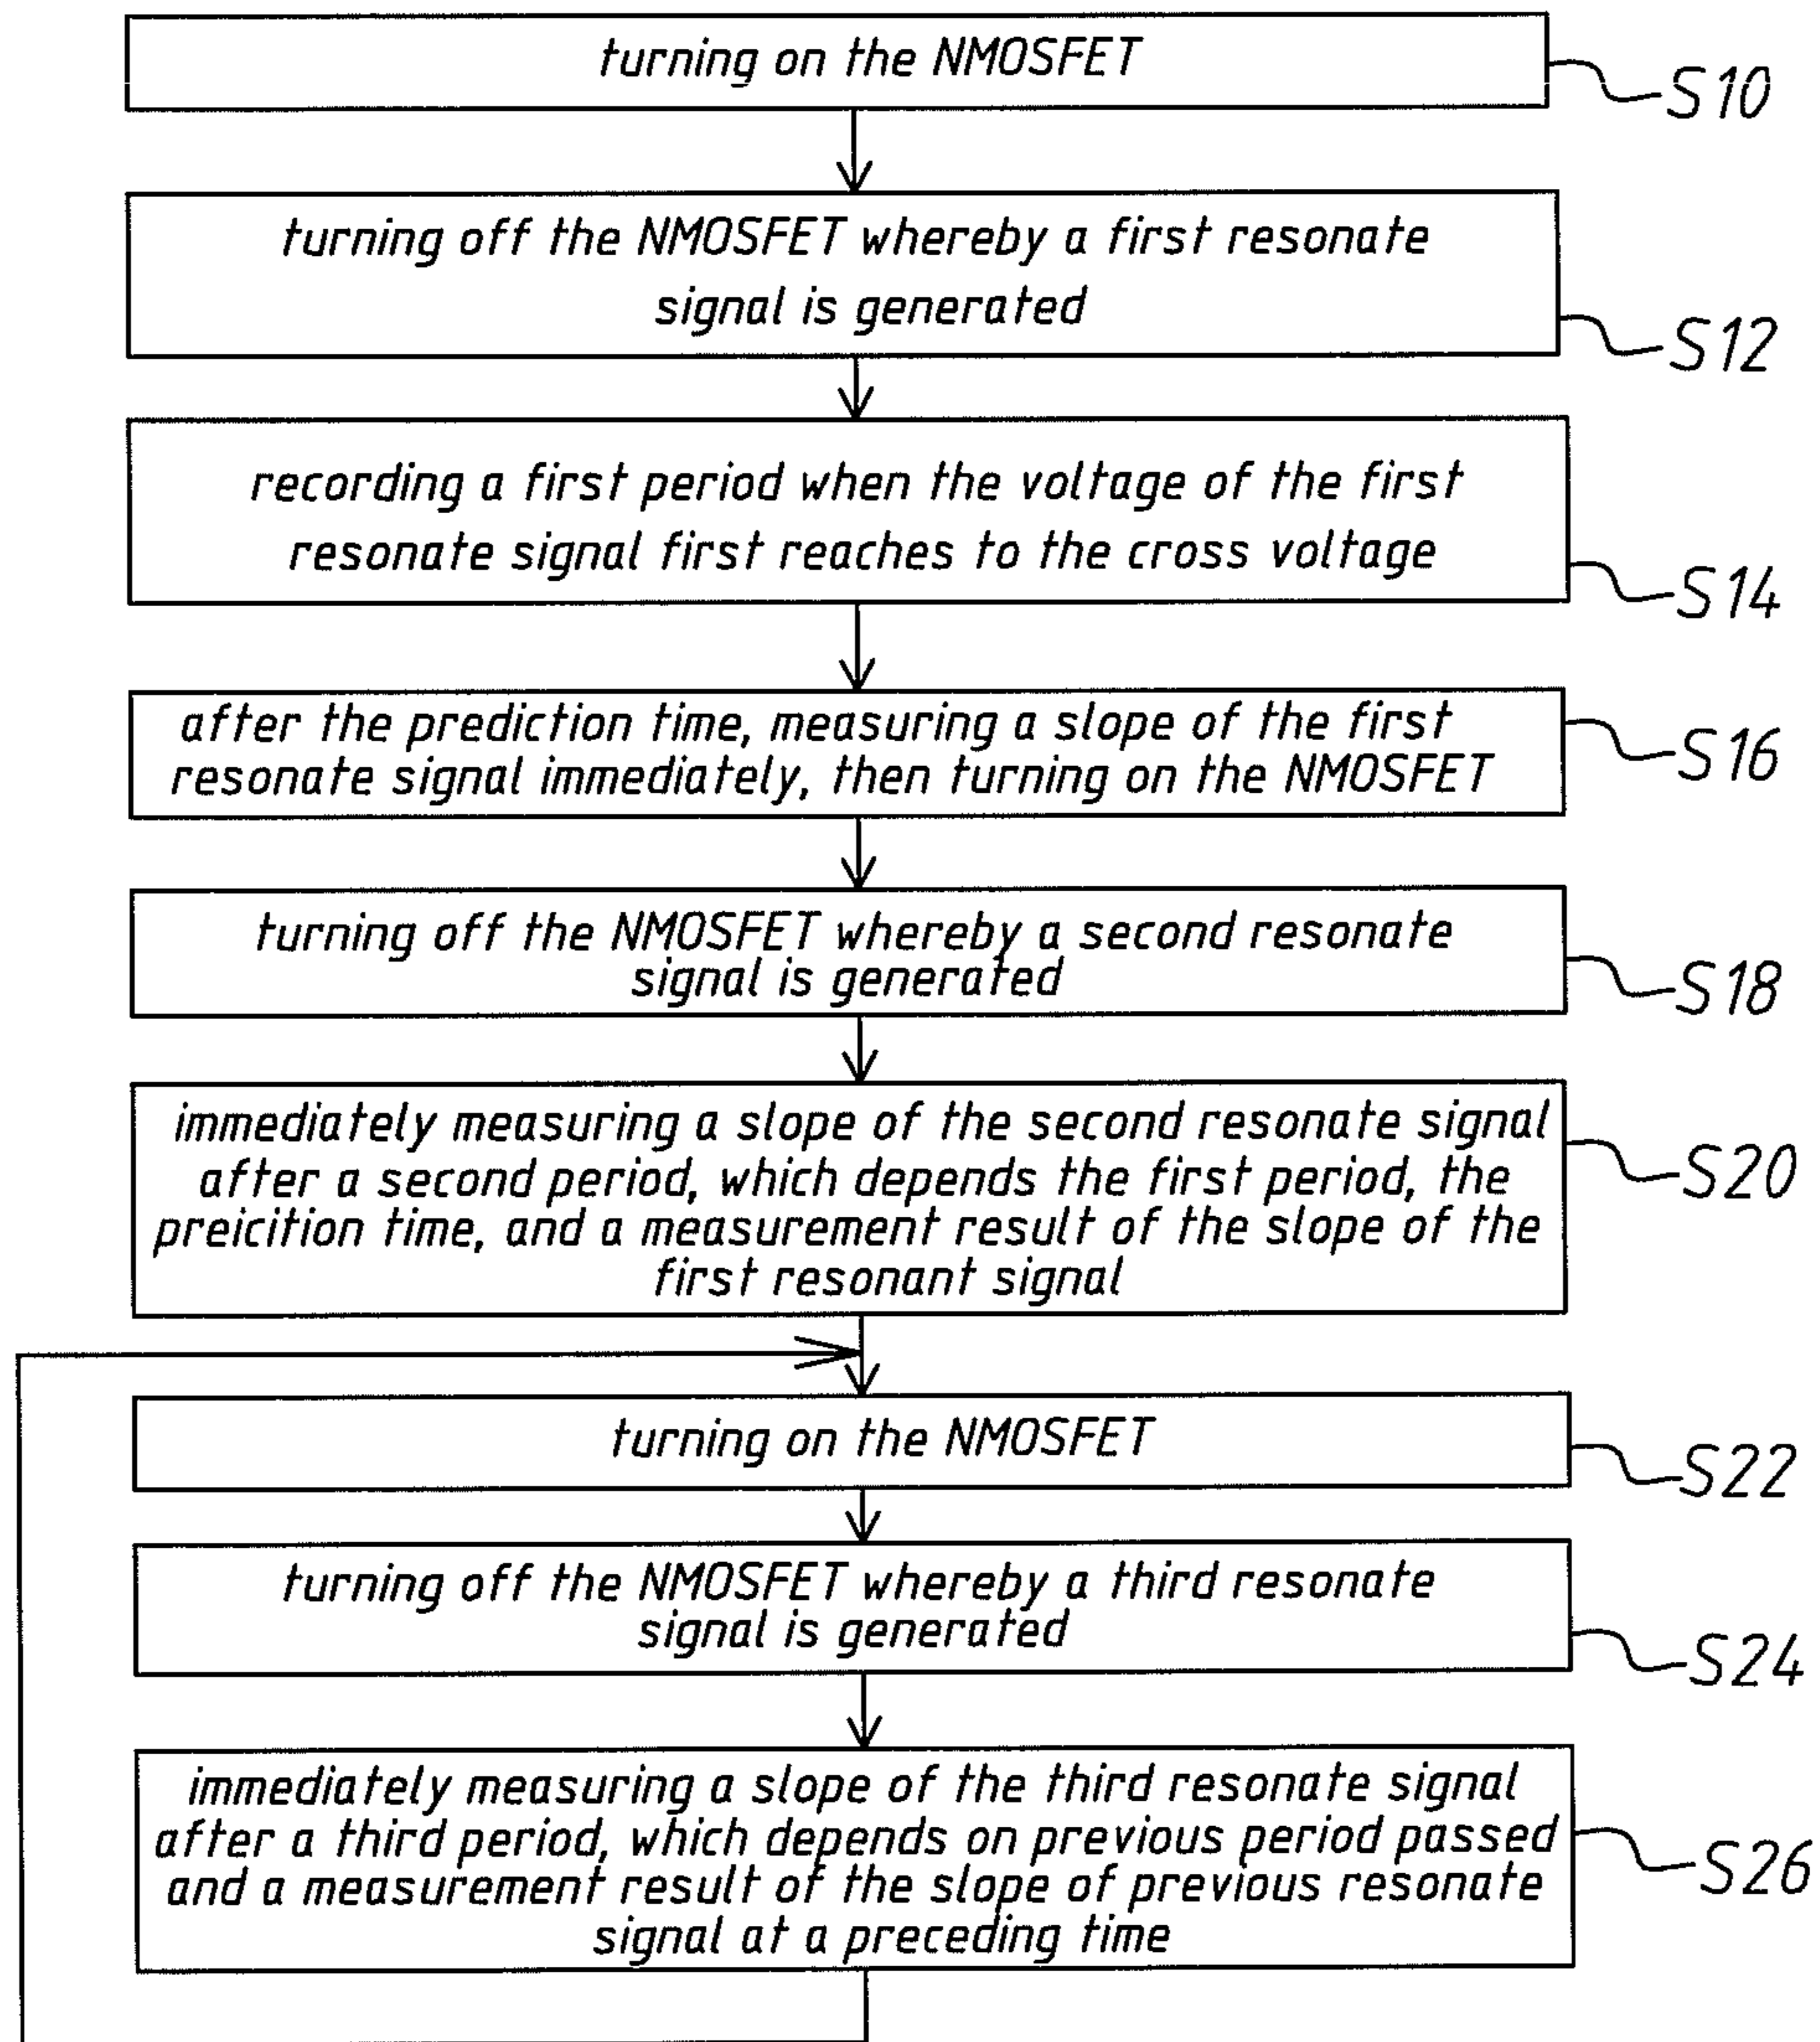 turning on the NMOSFET
S10
turning off the NMOSFET whereby a first resonate
signal is generated
S12
recording a first period when the voltage of the first
resonate signal first reaches to the cross voltage
S14
after the prediction time, measuring a slope of the first
resonate signal immediately, then turning on the NMOSFET
S16
turning off the NMOSFET whereby a second resonate
signal is generated
S18
immediately measuring a slope of the second resonate signal
after a second period, which depends the first period, the
preicition time, and a measurement result of the slope of the
first resonant signal
S20
turning on the NMOSFET
S22
turning off the NMOSFET whereby a third resonate
signal is generated
S24
immediately measuring a slope of the third resonate signal
after a third period, which depends on previous period passed
and a measurement result of the slope of previous resonate
signal at a preceding time
S26